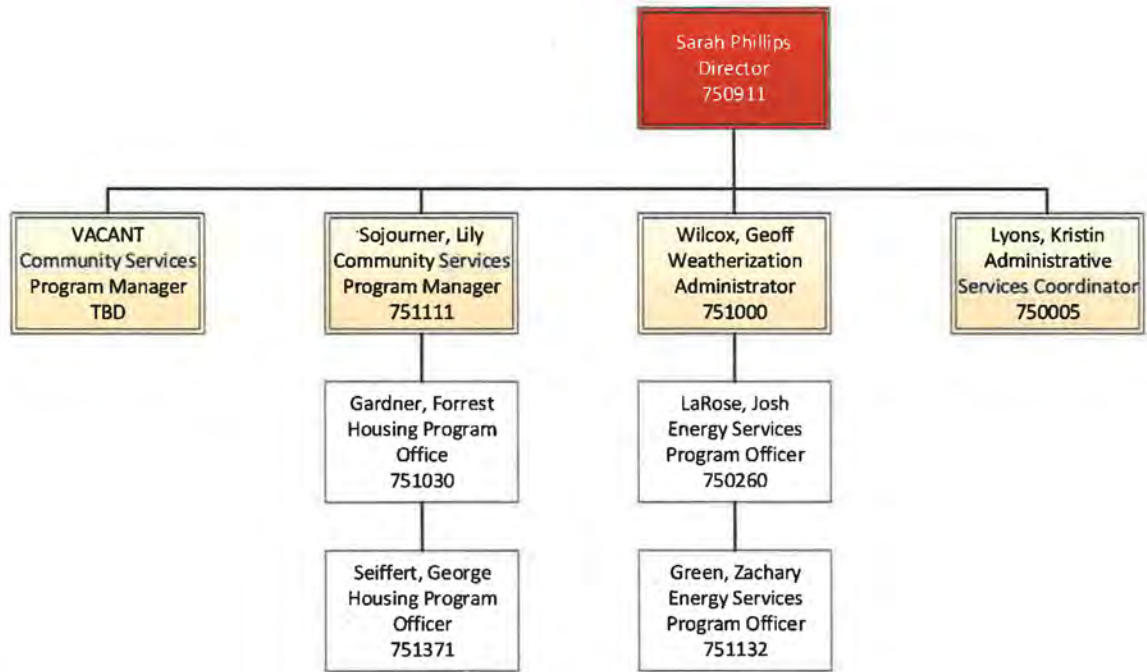 Sarah Phillips
Director
750911
VACANT
Community Services
Program Manager
TBD
Sojourner, Lily
Community Services
Program Manager
751111
Wilcox, Geoff
Weatherization
Administrator
751000
Lyons, Kristin
Administrative
Services Coordinator
750005
Gardner, Forrest
Housing Program
Office
751030
LaRose, Josh
Energy Services
Program Officer
750260
Seiffert, George
Housing Program
Officer
751371
Green, Zachary
Energy Services
Program Officer
751132